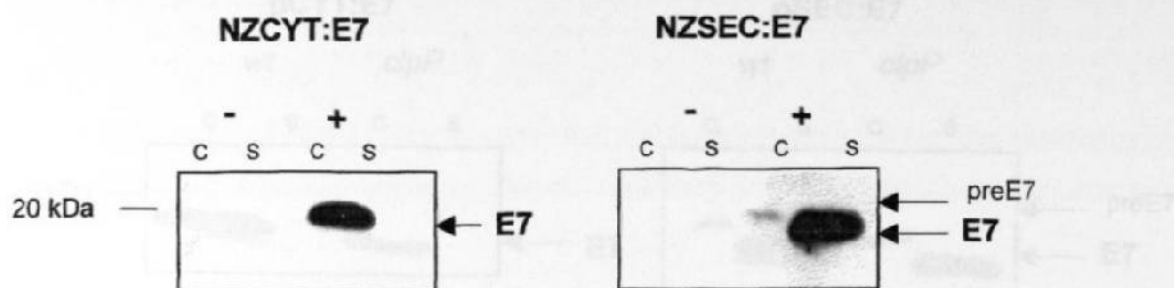 NZCYT:E7 NZSEC:E7
- + - +
C S C S C S C S
preE7
20 kDa E7 E7